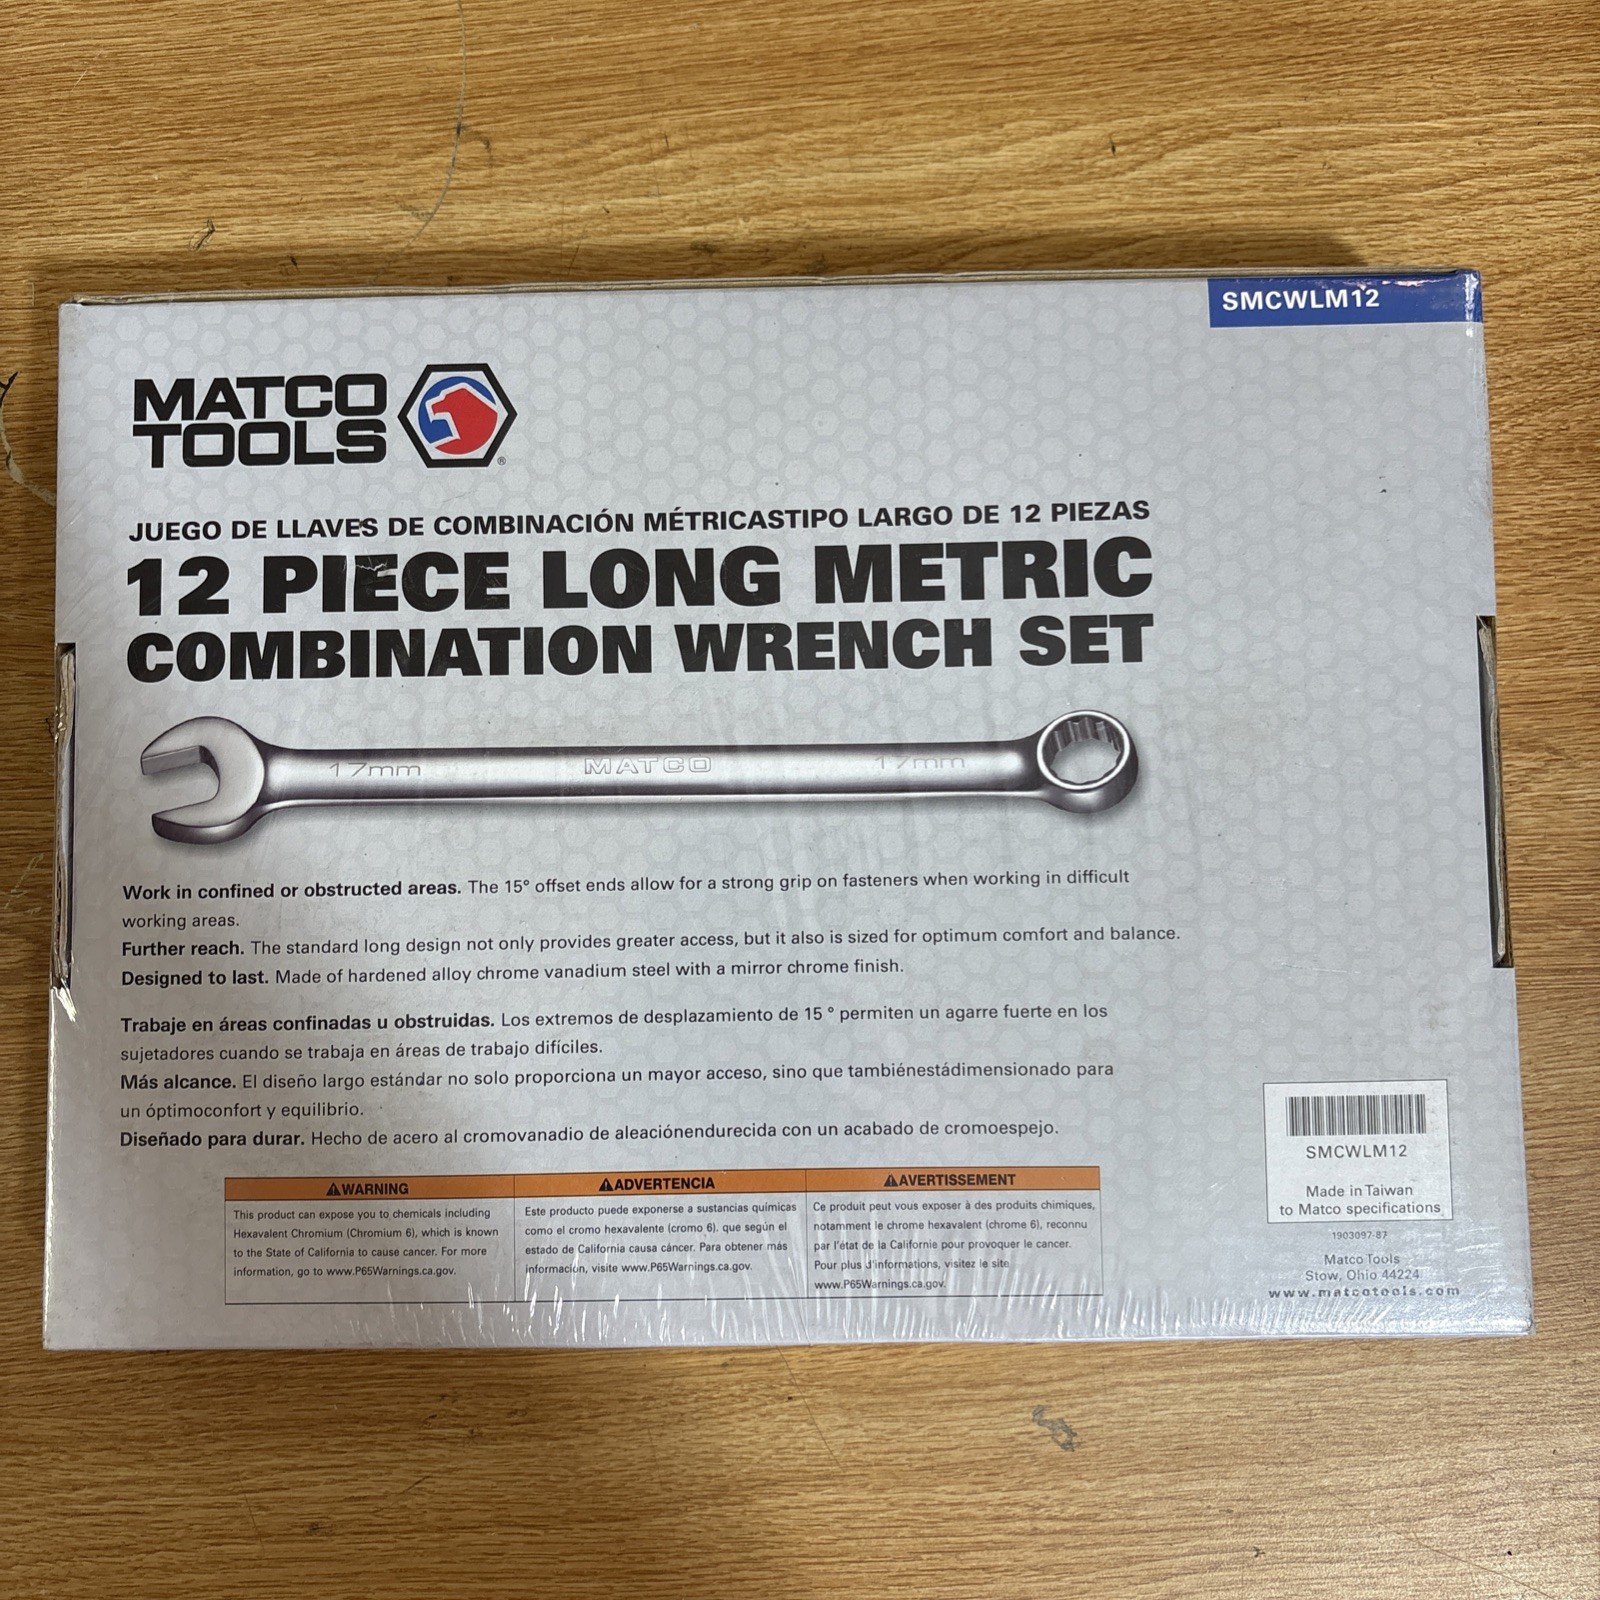 SMCWLM12
MATCO
TOOLS
®
JUEGO DE LLAVES DE COMBINACIÓN MÉTRICASTIPO LARGO DE 12 PIEZAS
12 PIECE LONG METRIC
COMBINATION WRENCH SET
17mm MATCO 17mm
Work in confined or obstructed areas. The 15° offset ends allow for a strong grip on fasteners when working in difficult
working areas.
Further reach. The standard long design not only provides greater access, but it also is sized for optimum comfort and balance.
Designed to last. Made of hardened alloy chrome vanadium steel with a mirror chrome finish.
Trabaje en áreas confinadas u obstruidas. Los extremos de desplazamiento de 15 ° permiten un agarre fuerte en los
sujetadores cuando se trabaja en áreas de trabajo difíciles.
Más alcance. El diseño largo estándar no solo proporciona un mayor acceso, sino que tambiénestádimensionado para
un óptimoconfort y equilibrio.
Diseñado para durar. Hecho de acero al cromovanadio de aleaciónendurecida con un acabado de cromoespejo.
⚠WARNING
This product can expose you to chemicals including
Hexavalent Chromium (Chromium 6), which is known
to the State of California to cause cancer. For more
information, go to www.P65Warnings.ca.gov.
⚠ADVERTENCIA
Este producto puede exponerse a sustancias químicas
como el cromo hexavalente (cromo 6). que según el
estado de California causa cáncer. Para obtener más
información, visite www.P65Warnings.ca.gov.
⚠AVERTISSEMENT
Ce produit peut vous exposer à des produits chimiques,
notamment le chrome hexavalent (chrome 6), reconnu
par l'état de la Californie pour provoquer le cancer.
Pour plus d'informations, visitez le site
www.P65Warnings.ca.gov.
SMCWLM12
Made in Taiwan
to Matco specifications
1903097-87
Matco Tools
Stow, Ohio 44224
www.matcotools.com